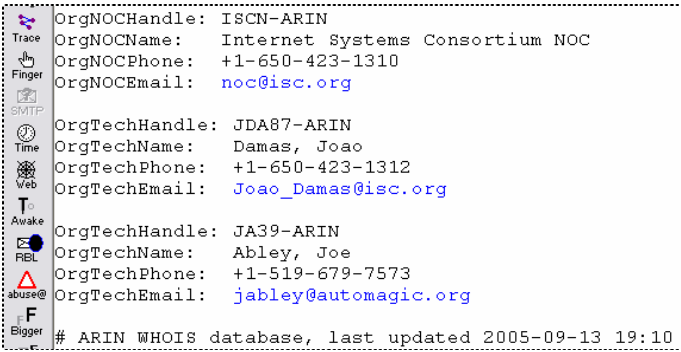 Trace
Finger
SMTP
Time
Web
Awake
RBL
abuse@
Bigger
OrgNOCHandle: ISCN-ARIN
OrgNOCName: Internet Systems Consortium NOC
OrgNOCPhone: +1-650-423-1310
OrgNOCEmail: noc@isc.org
OrgTechHandle: JDA87-ARIN
OrgTechName: Damas, Joao
OrgTechPhone: +1-650-423-1312
OrgTechEmail: Joao_Damas@isc.org
OrgTechHandle: JA39-ARIN
OrgTechName: Abley, Joe
OrgTechPhone: +1-519-679-7573
OrgTechEmail: jabley@automagic.org
# ARIN WHOIS database, last updated 2005-09-13 19:10